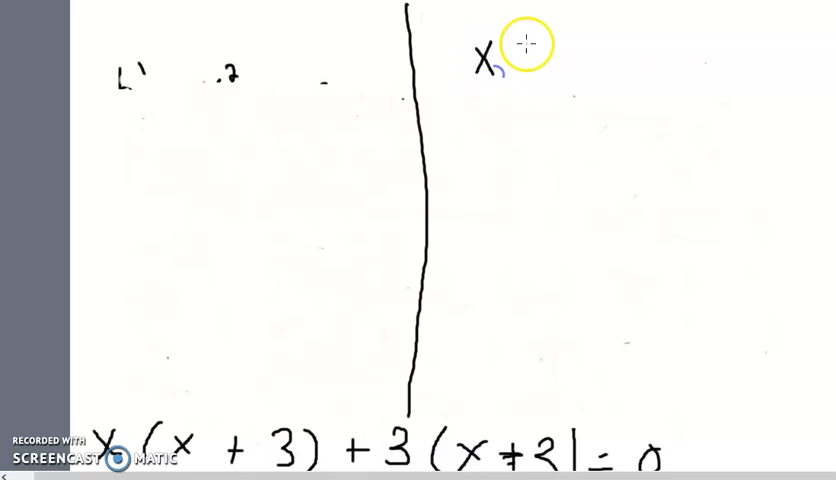 x
x (x + 3) + 3 (x + 3) = 0
RECORDED WITH
SCREENCAST MATIC